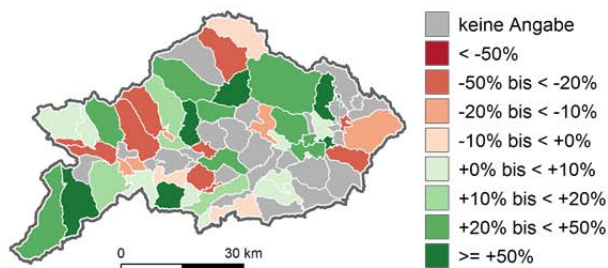 keine Angabe
< -50%
-50% bis < -20%
-20% bis < -10%
-10% bis < +0%
+0% bis < +10%
+10% bis < +20%
+20% bis < +50%
>= +50%
0 30 km